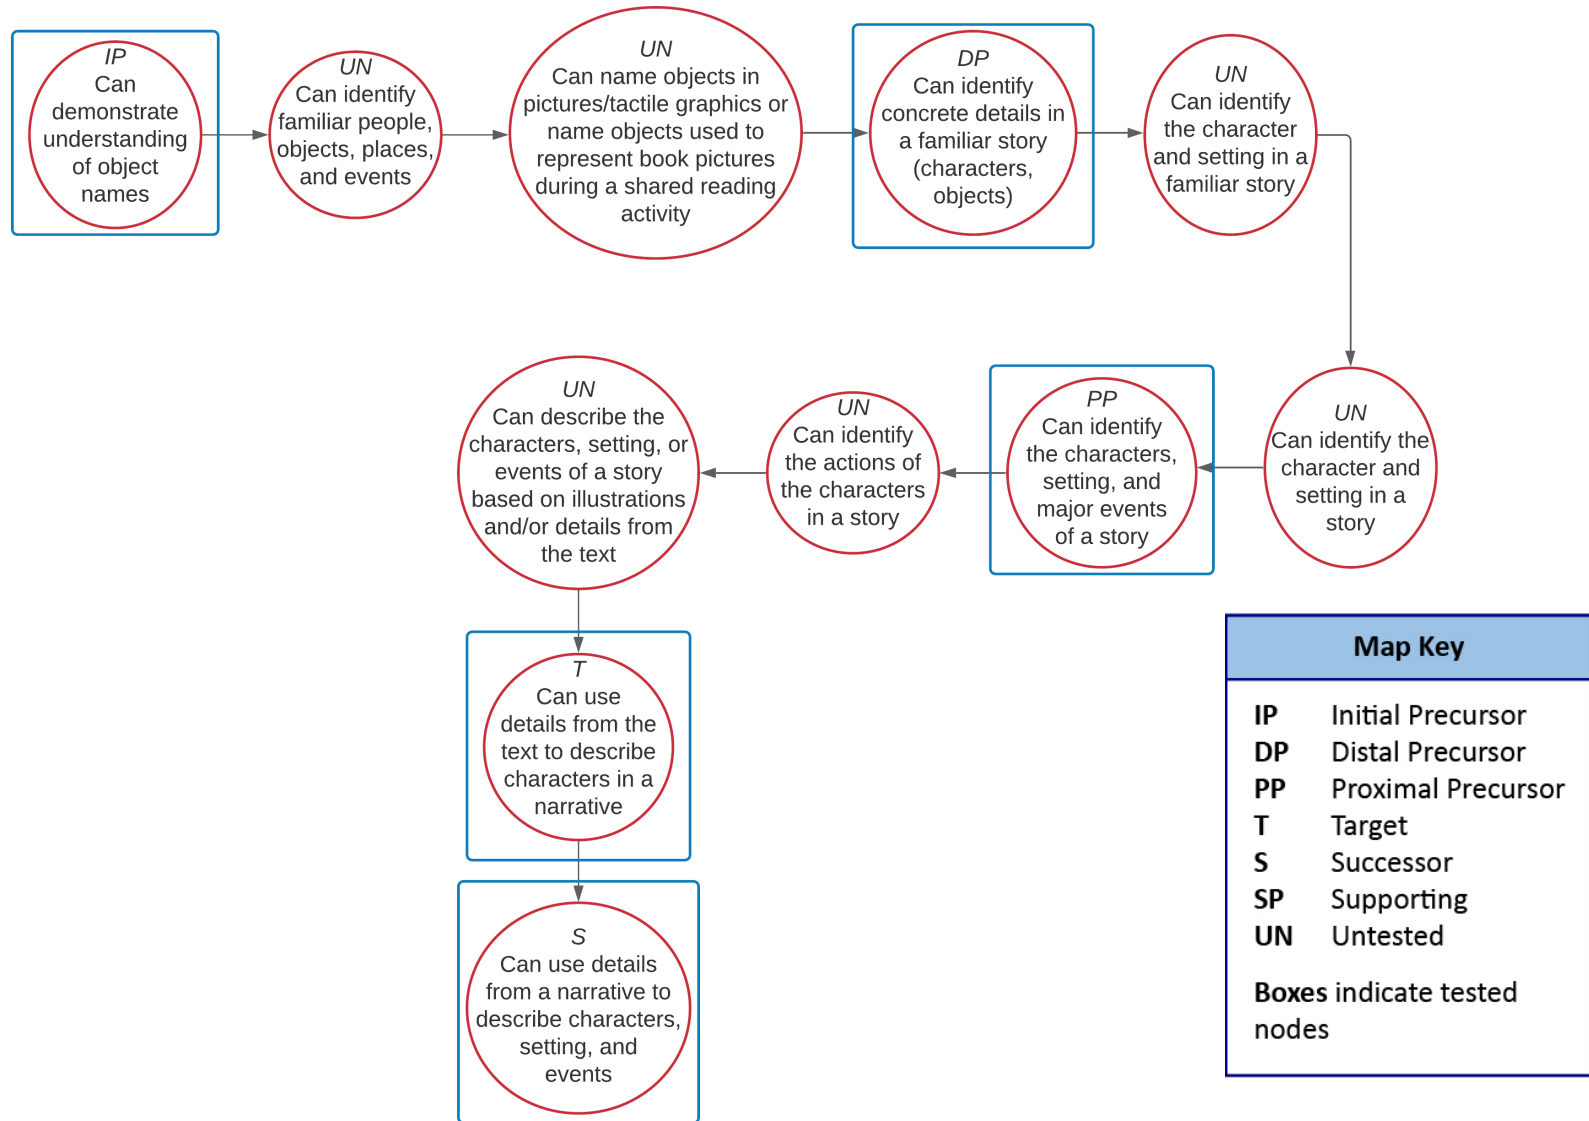 IP
Can
demonstrate
understanding
of object
names
UN
Can identify
familiar people,
objects, places,
and events
UN
Can name objects in
pictures/tactile graphics or
name objects used to
represent book pictures
during a shared reading
activity
DP
Can identify
concrete details in
a familiar story
(characters,
objects)
UN
Can identify
the character
and setting in a
familiar story
UN
Can identify the
character and
setting in a
story
PP
Can identify
the characters,
setting, and
major events
of a story
UN
Can identify
the actions of
the characters
in a story
UN
Can describe the
characters, setting, or
events of a story
based on illustrations
and/or details from
the text
T
Can use
details from the
text to describe
characters in a
narrative
S
Can use details
from a narrative to
describe characters,
setting, and
events
Map Key
IP Initial Precursor
DP Distal Precursor
PP Proximal Precursor
T Target
S Successor
SP Supporting
UN Untested
Boxes indicate tested
nodes